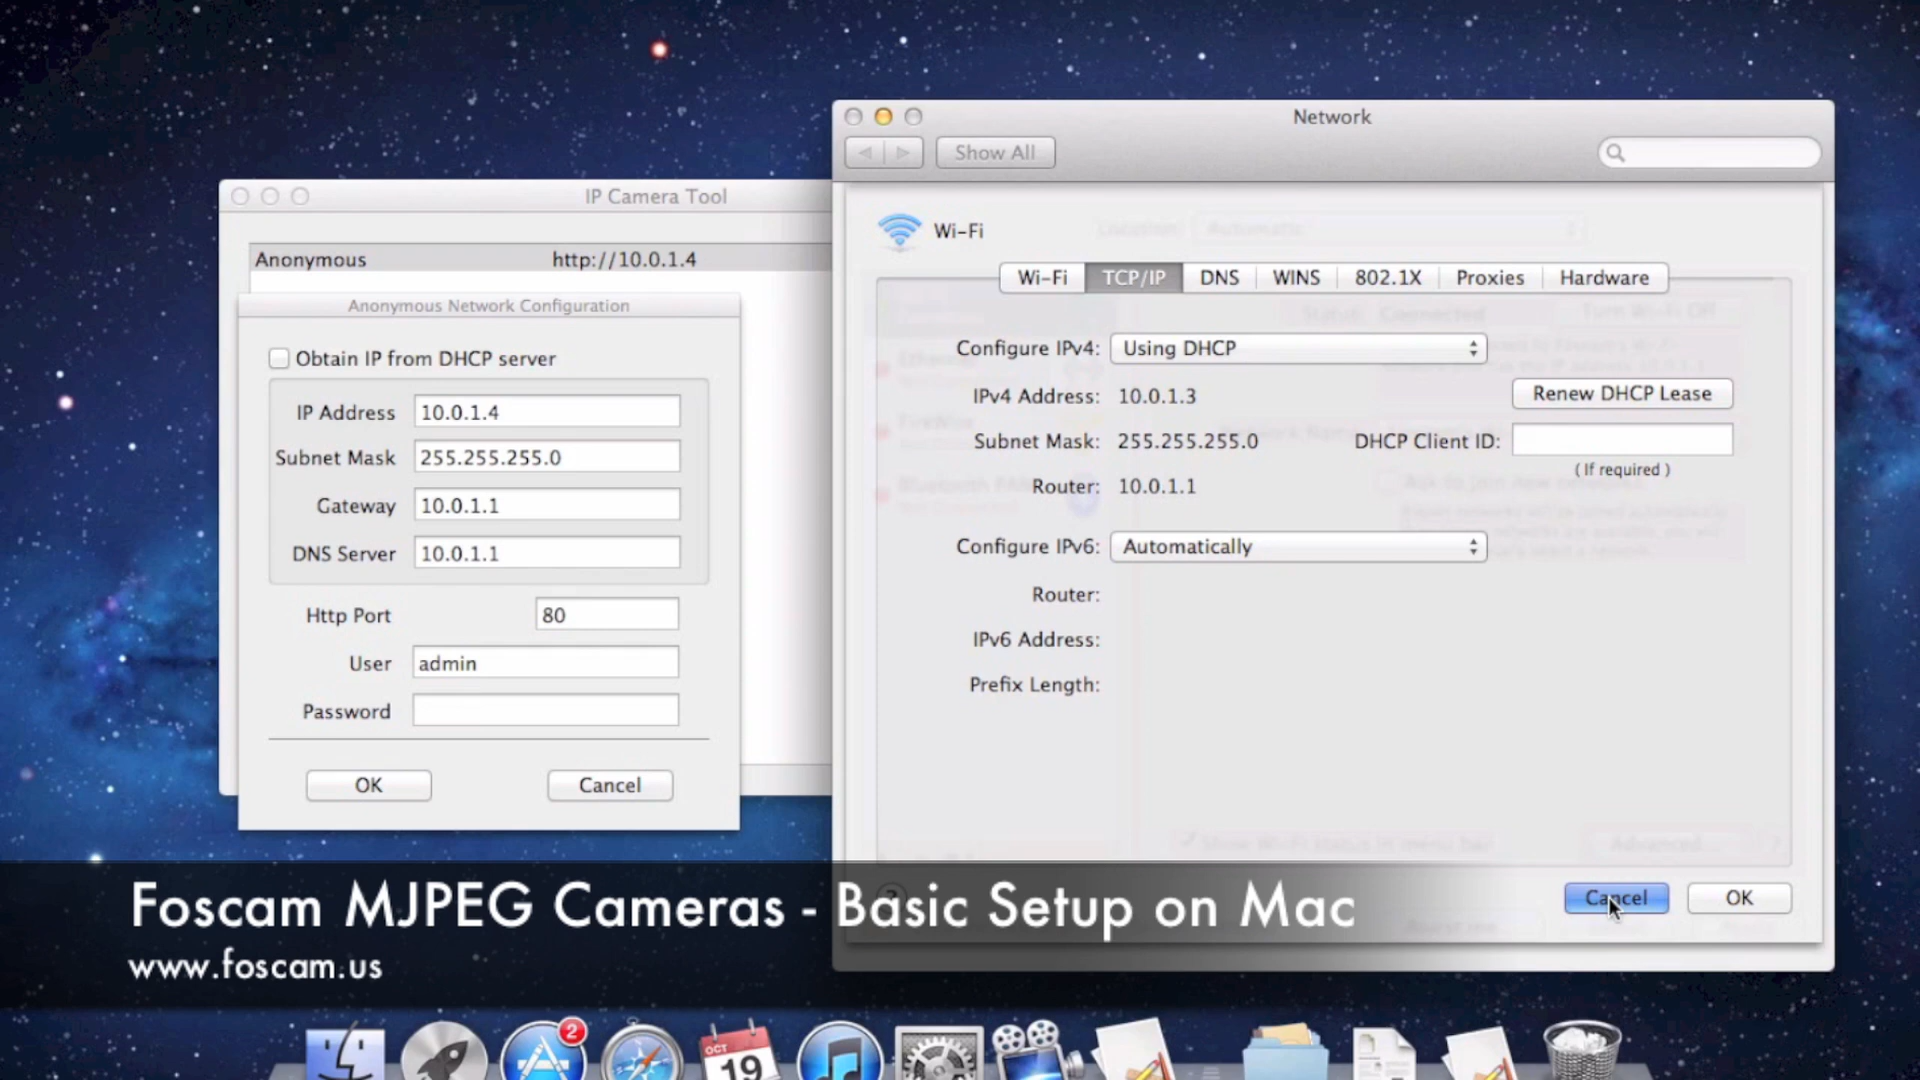 Network
Show All
IP Camera Tool
Wi-Fi
Anonymous http://10.0.1.4
Wi-Fi TCP/IP DNS WINS 802.1X Proxies Hardware
Anonymous Network Configuration
Obtain IP from DHCP server
IP Address 10.0.1.4
Subnet Mask 255.255.255.0
Gateway 10.0.1.1
DNS Server 10.0.1.1
Http Port 80
User admin
Password
OK Cancel
Configure IPv4: Using DHCP
IPv4 Address: 10.0.1.3 Renew DHCP Lease
Subnet Mask: 255.255.255.0 DHCP Client ID:
( If required )
Router: 10.0.1.1
Configure IPv6: Automatically
Router:
IPv6 Address:
Prefix Length:
Cancel OK
Foscam MJPEG Cameras - Basic Setup on Mac
www.foscam.us
2
OCT
19